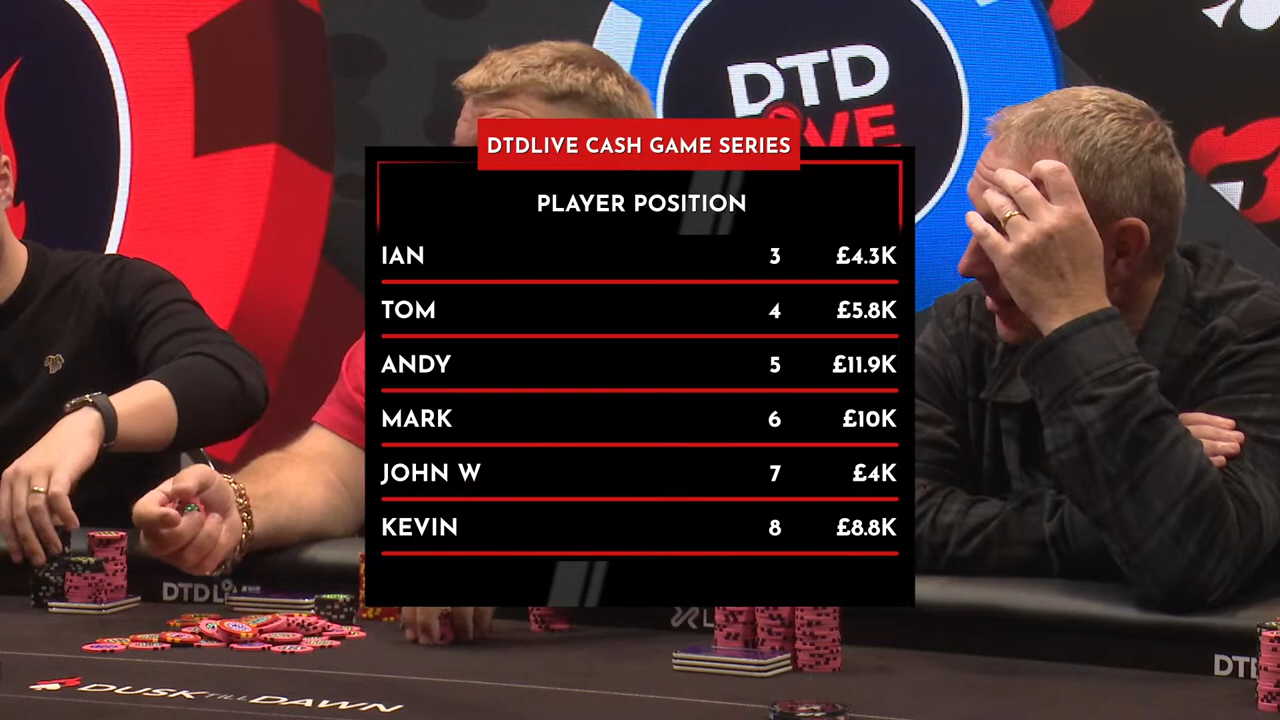 DTD
DTDLIVE CASH GAME SERIES
PLAYER POSITION
IAN 3 £4.3K
TOM 4 £5.8K
ANDY 5 £11.9K
MARK 6 £10K
JOHN W 7 £4K
KEVIN 8 £8.8K
DUSK TILL DAWN